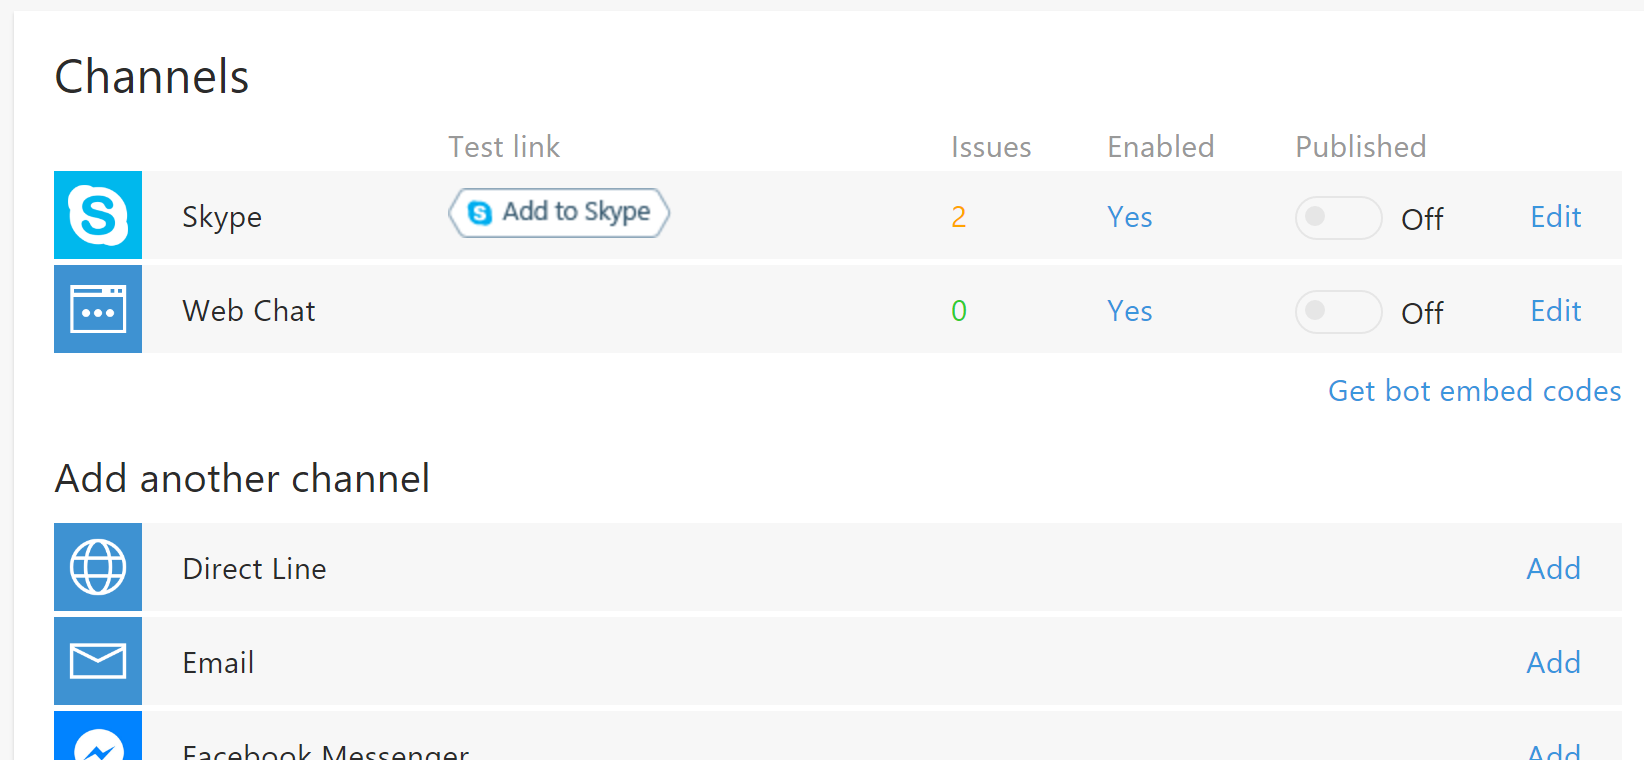 Channels
Test link Issues Enabled Published
Skype Add to Skype 2 Yes Off Edit
Web Chat 0 Yes Off Edit
Get bot embed codes
Add another channel
Direct Line Add
Email Add
Facebook Messenger Add